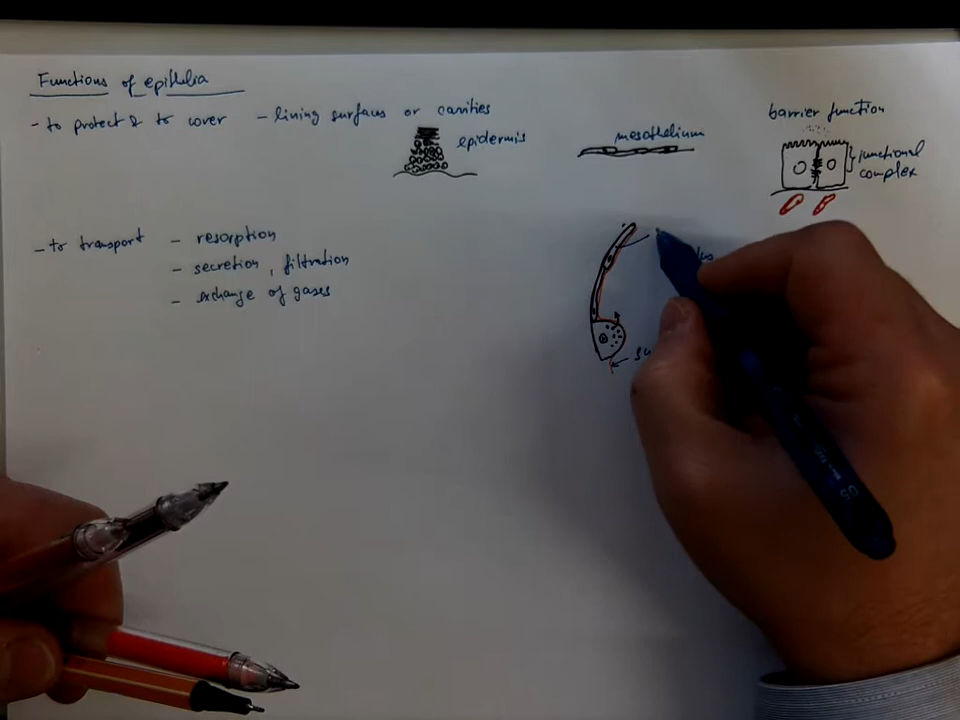 Functions of epithelia
- to protect & to cover - lining surfaces or cavities
epidermis
mesothelium
barrier function
junctional
complex
- to transport - resorption
- secretion, filtration
- exchange of gases